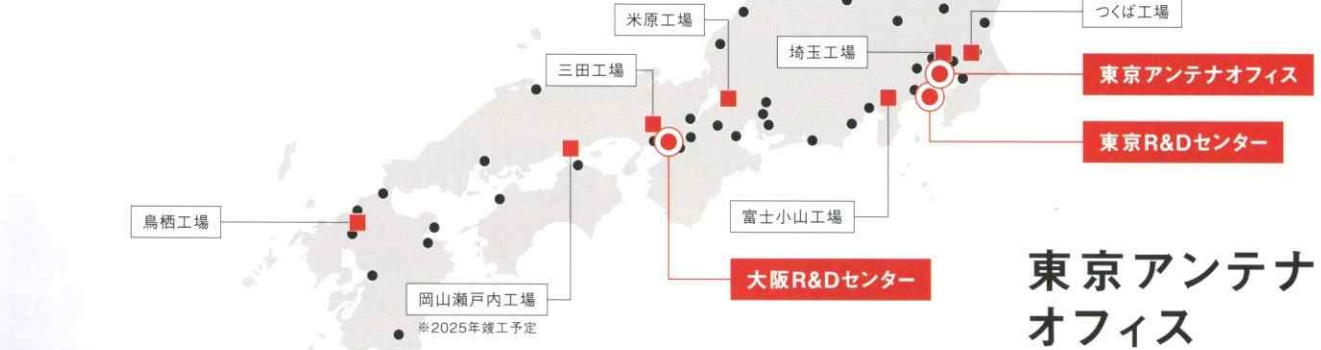 米原工場
つくば工場
埼玉工場
三田工場
東京アンテナオフィス
東京R&Dセンター
鳥栖工場
富士小山工場
大阪R&Dセンター
岡山瀬戸内工場
※2025年竣工予定
東京アンテナ
オフィス